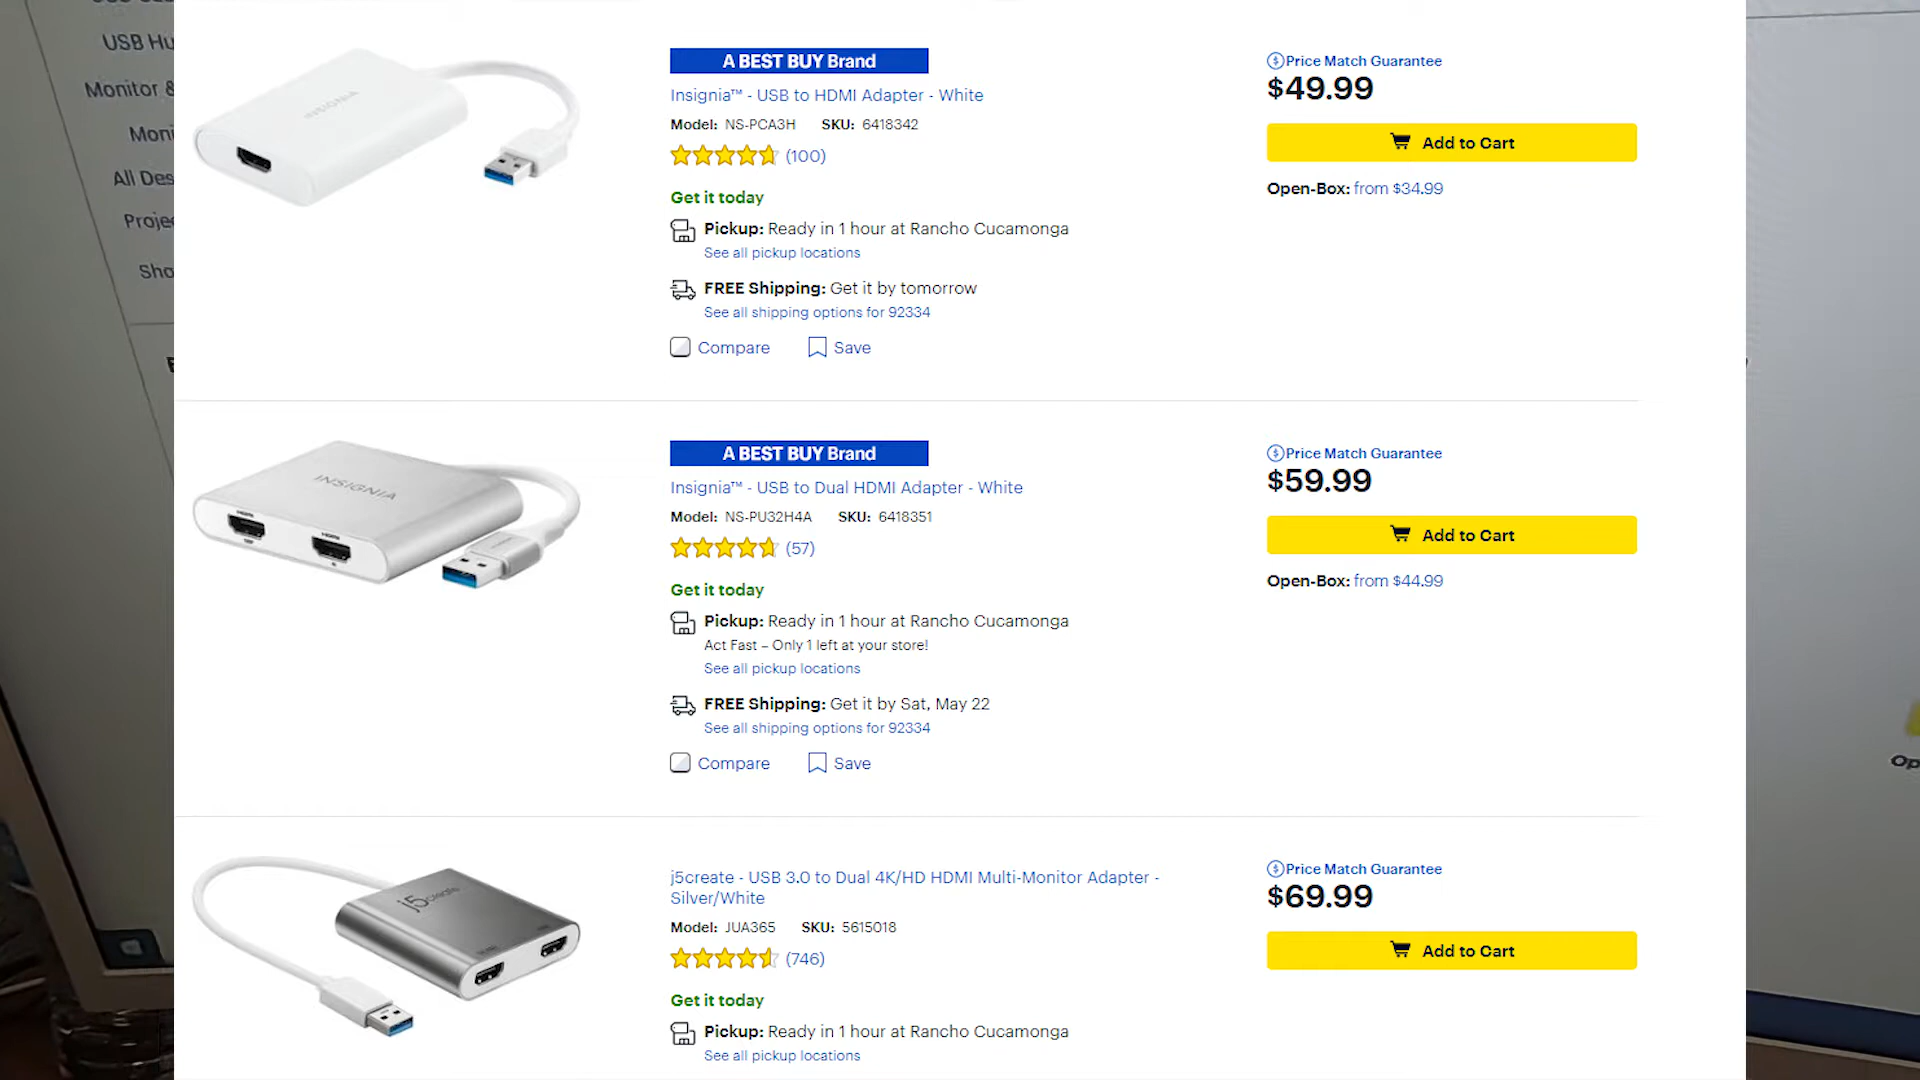 USB Hu
Monitor &
Moni
All Des
Proje
Sho
INSIGNIA
A BEST BUY Brand
Insignia™ - USB to HDMI Adapter - White
Model: NS-PCA3H SKU: 6418342
(100)
Get it today
Pickup: Ready in 1 hour at Rancho Cucamonga
See all pickup locations
FREE Shipping: Get it by tomorrow
See all shipping options for 92334
Compare Save
Price Match Guarantee
$49.99
Add to Cart
Open-Box: from $34.99
INSIGNIA
A BEST BUY Brand
Insignia™ - USB to Dual HDMI Adapter - White
Model: NS-PU32H4A SKU: 6418351
(57)
Get it today
Pickup: Ready in 1 hour at Rancho Cucamonga
Act Fast – Only 1 left at your store!
See all pickup locations
FREE Shipping: Get it by Sat, May 22
See all shipping options for 92334
Compare Save
Price Match Guarantee
$59.99
Add to Cart
Open-Box: from $44.99
Op
j5create
j5create - USB 3.0 to Dual 4K/HD HDMI Multi-Monitor Adapter -
Silver/White
Model: JUA365 SKU: 5615018
(746)
Get it today
Pickup: Ready in 1 hour at Rancho Cucamonga
See all pickup locations
Price Match Guarantee
$69.99
Add to Cart